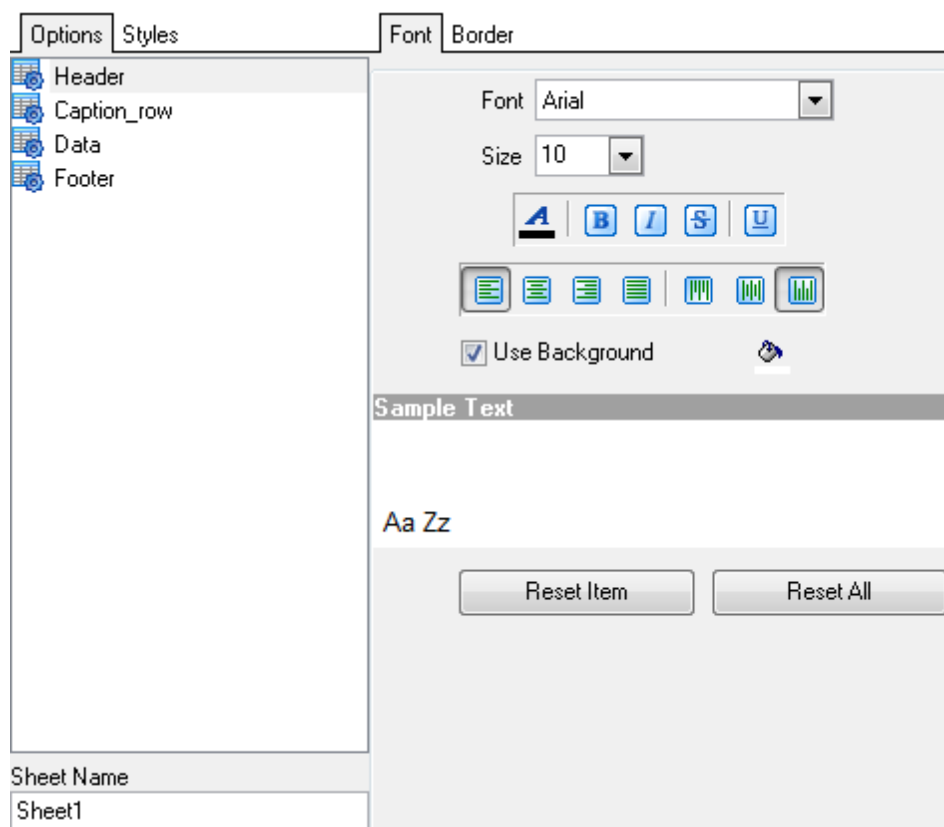 Options Styles
Header
Caption_row
Data
Footer
Sheet Name
Sheet1
Font Border
Font Arial
Size 10
A B I S U
Use Background
Sample Text
Aa Zz
Reset Item Reset All